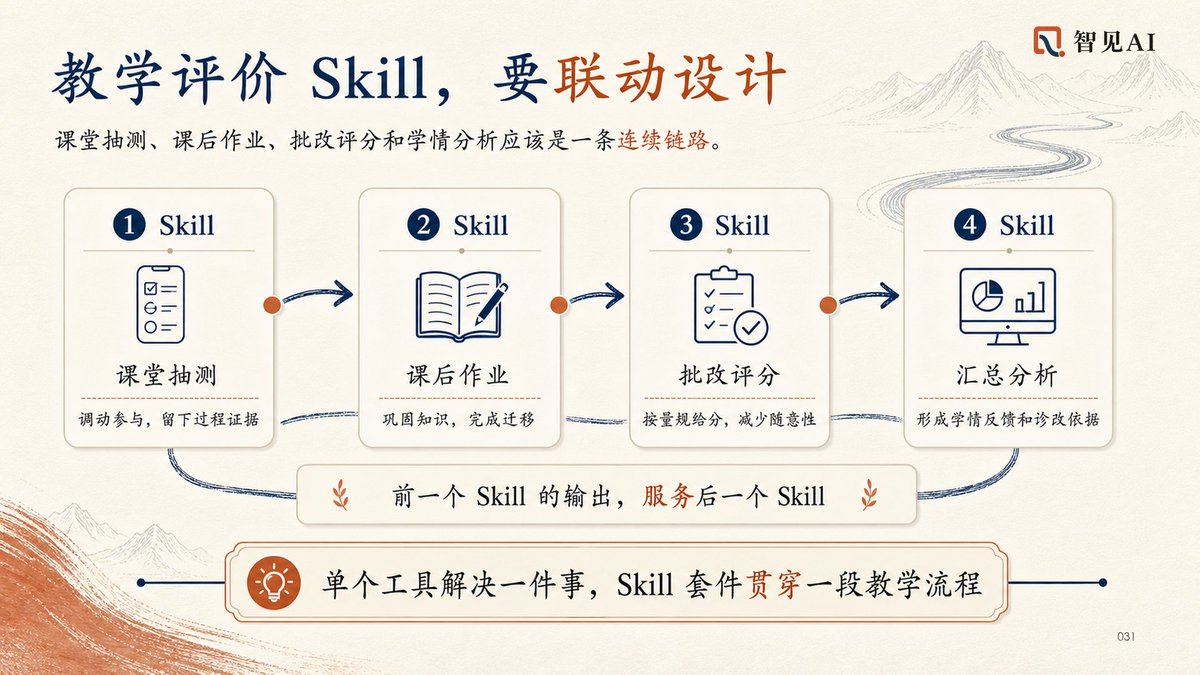 智见AI
教学评价 Skill，要联动设计
课堂抽测、课后作业、批改评分和学情分析应该是一条连续链路。
1 Skill
课堂抽测
调动参与，留下过程证据
2 Skill
课后作业
巩固知识，完成迁移
3 Skill
批改评分
按量规给分，减少随意性
4 Skill
汇总分析
形成学情反馈和诊改依据
前一个 Skill 的输出，服务后一个 Skill
单个工具解决一件事，Skill 套件贯穿一段教学流程
031